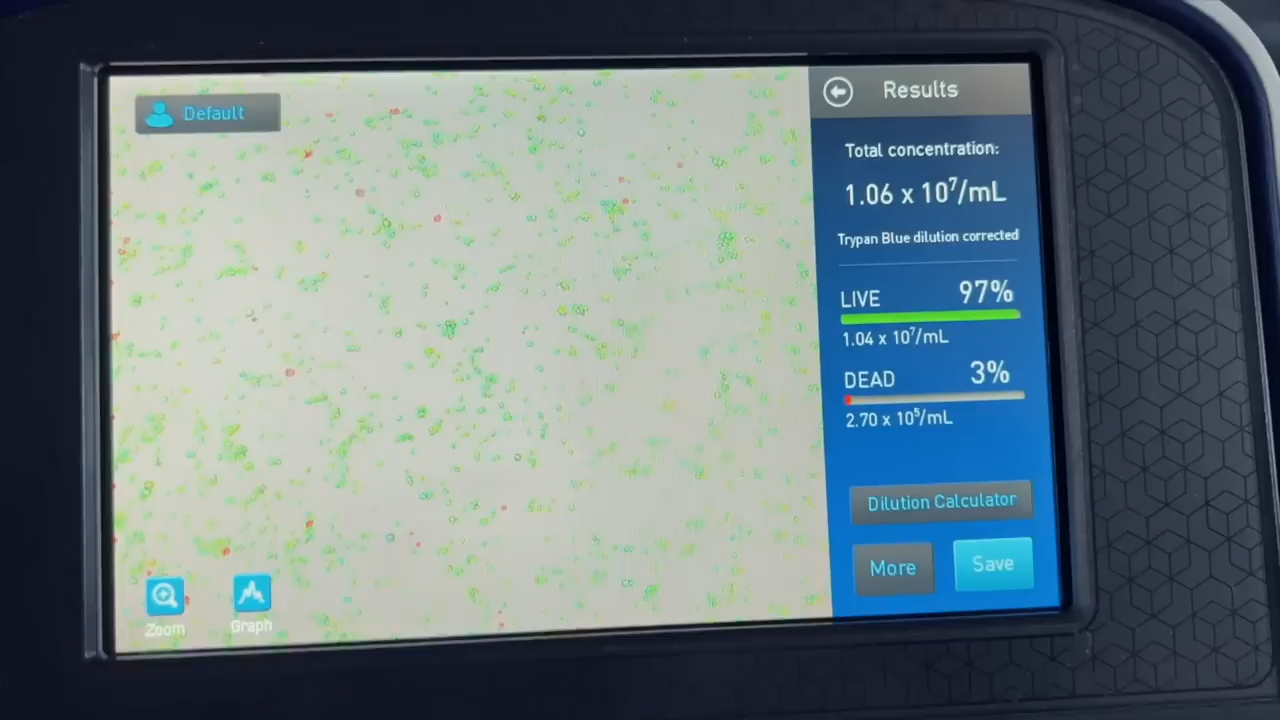 Default
Zoom
Graph
Results
Total concentration:
1.06 x 10⁷/mL
Trypan Blue dilution corrected
LIVE 97%
1.04 x 10⁷/mL
DEAD 3%
2.70 x 10⁵/mL
Dilution Calculator
More
Save